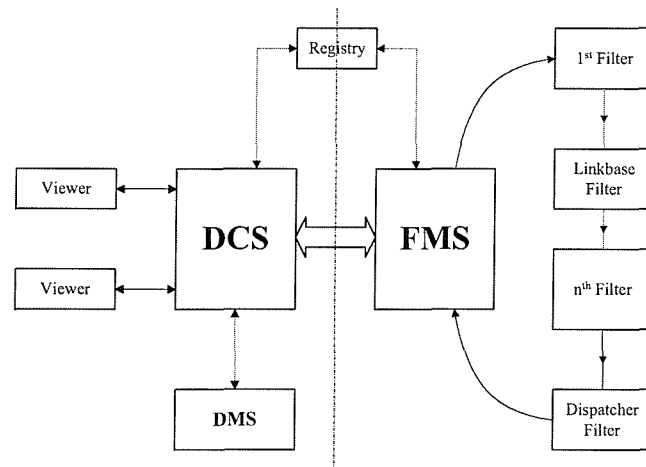 Registry
1st Filter
Viewer
Linkbase
Filter
DCS
FMS
Viewer
nth Filter
DMS
Dispatcher
Filter